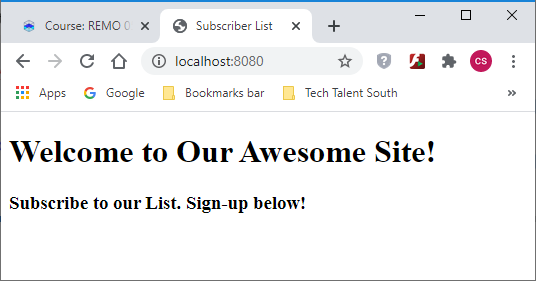 Course: REMO 0
Subscriber List
localhost:8080
CS
Apps
Google
Bookmarks bar
Tech Talent South
Welcome to Our Awesome Site!
Subscribe to our List. Sign-up below!